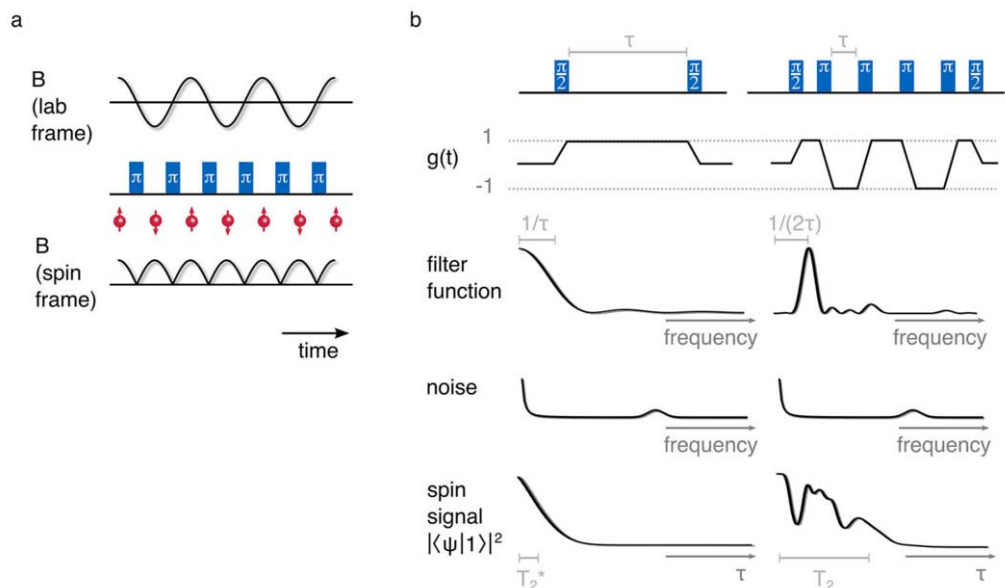 a
B
(lab
frame)
π π π π π π
B
(spin
frame)
time
b
τ τ
π/2 π/2 π/2 π π π π π/2
1
g(t)
-1
1/τ 1/(2τ)
filter
function
frequency frequency
noise
frequency frequency
spin
signal
|⟨ψ|1⟩|²
T₂* τ T₂ τ